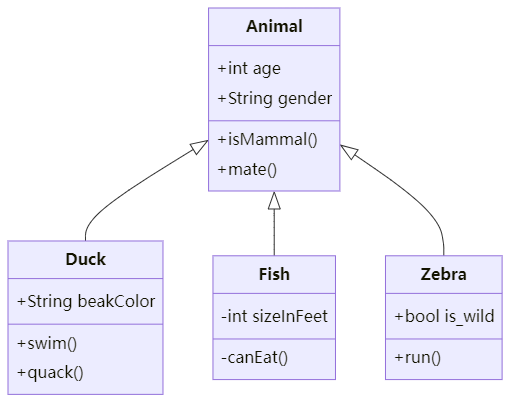 Animal
+int age
+String gender
+isMammal()
+mate()
Duck
+String beakColor
+swim()
+quack()
Fish
-int sizeInFeet
-canEat()
Zebra
+bool is_wild
+run()